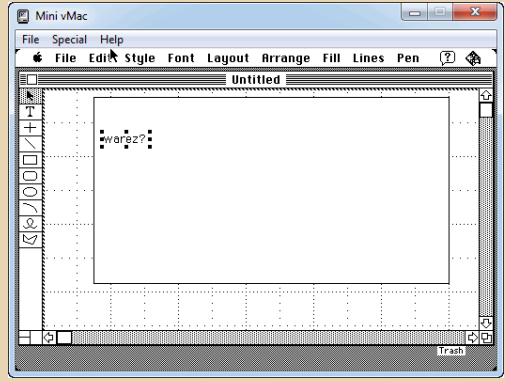 Mini vMac
File Special Help
File Edit Style Font Layout Arrange Fill Lines Pen
Untitled
T
warez?
Trash